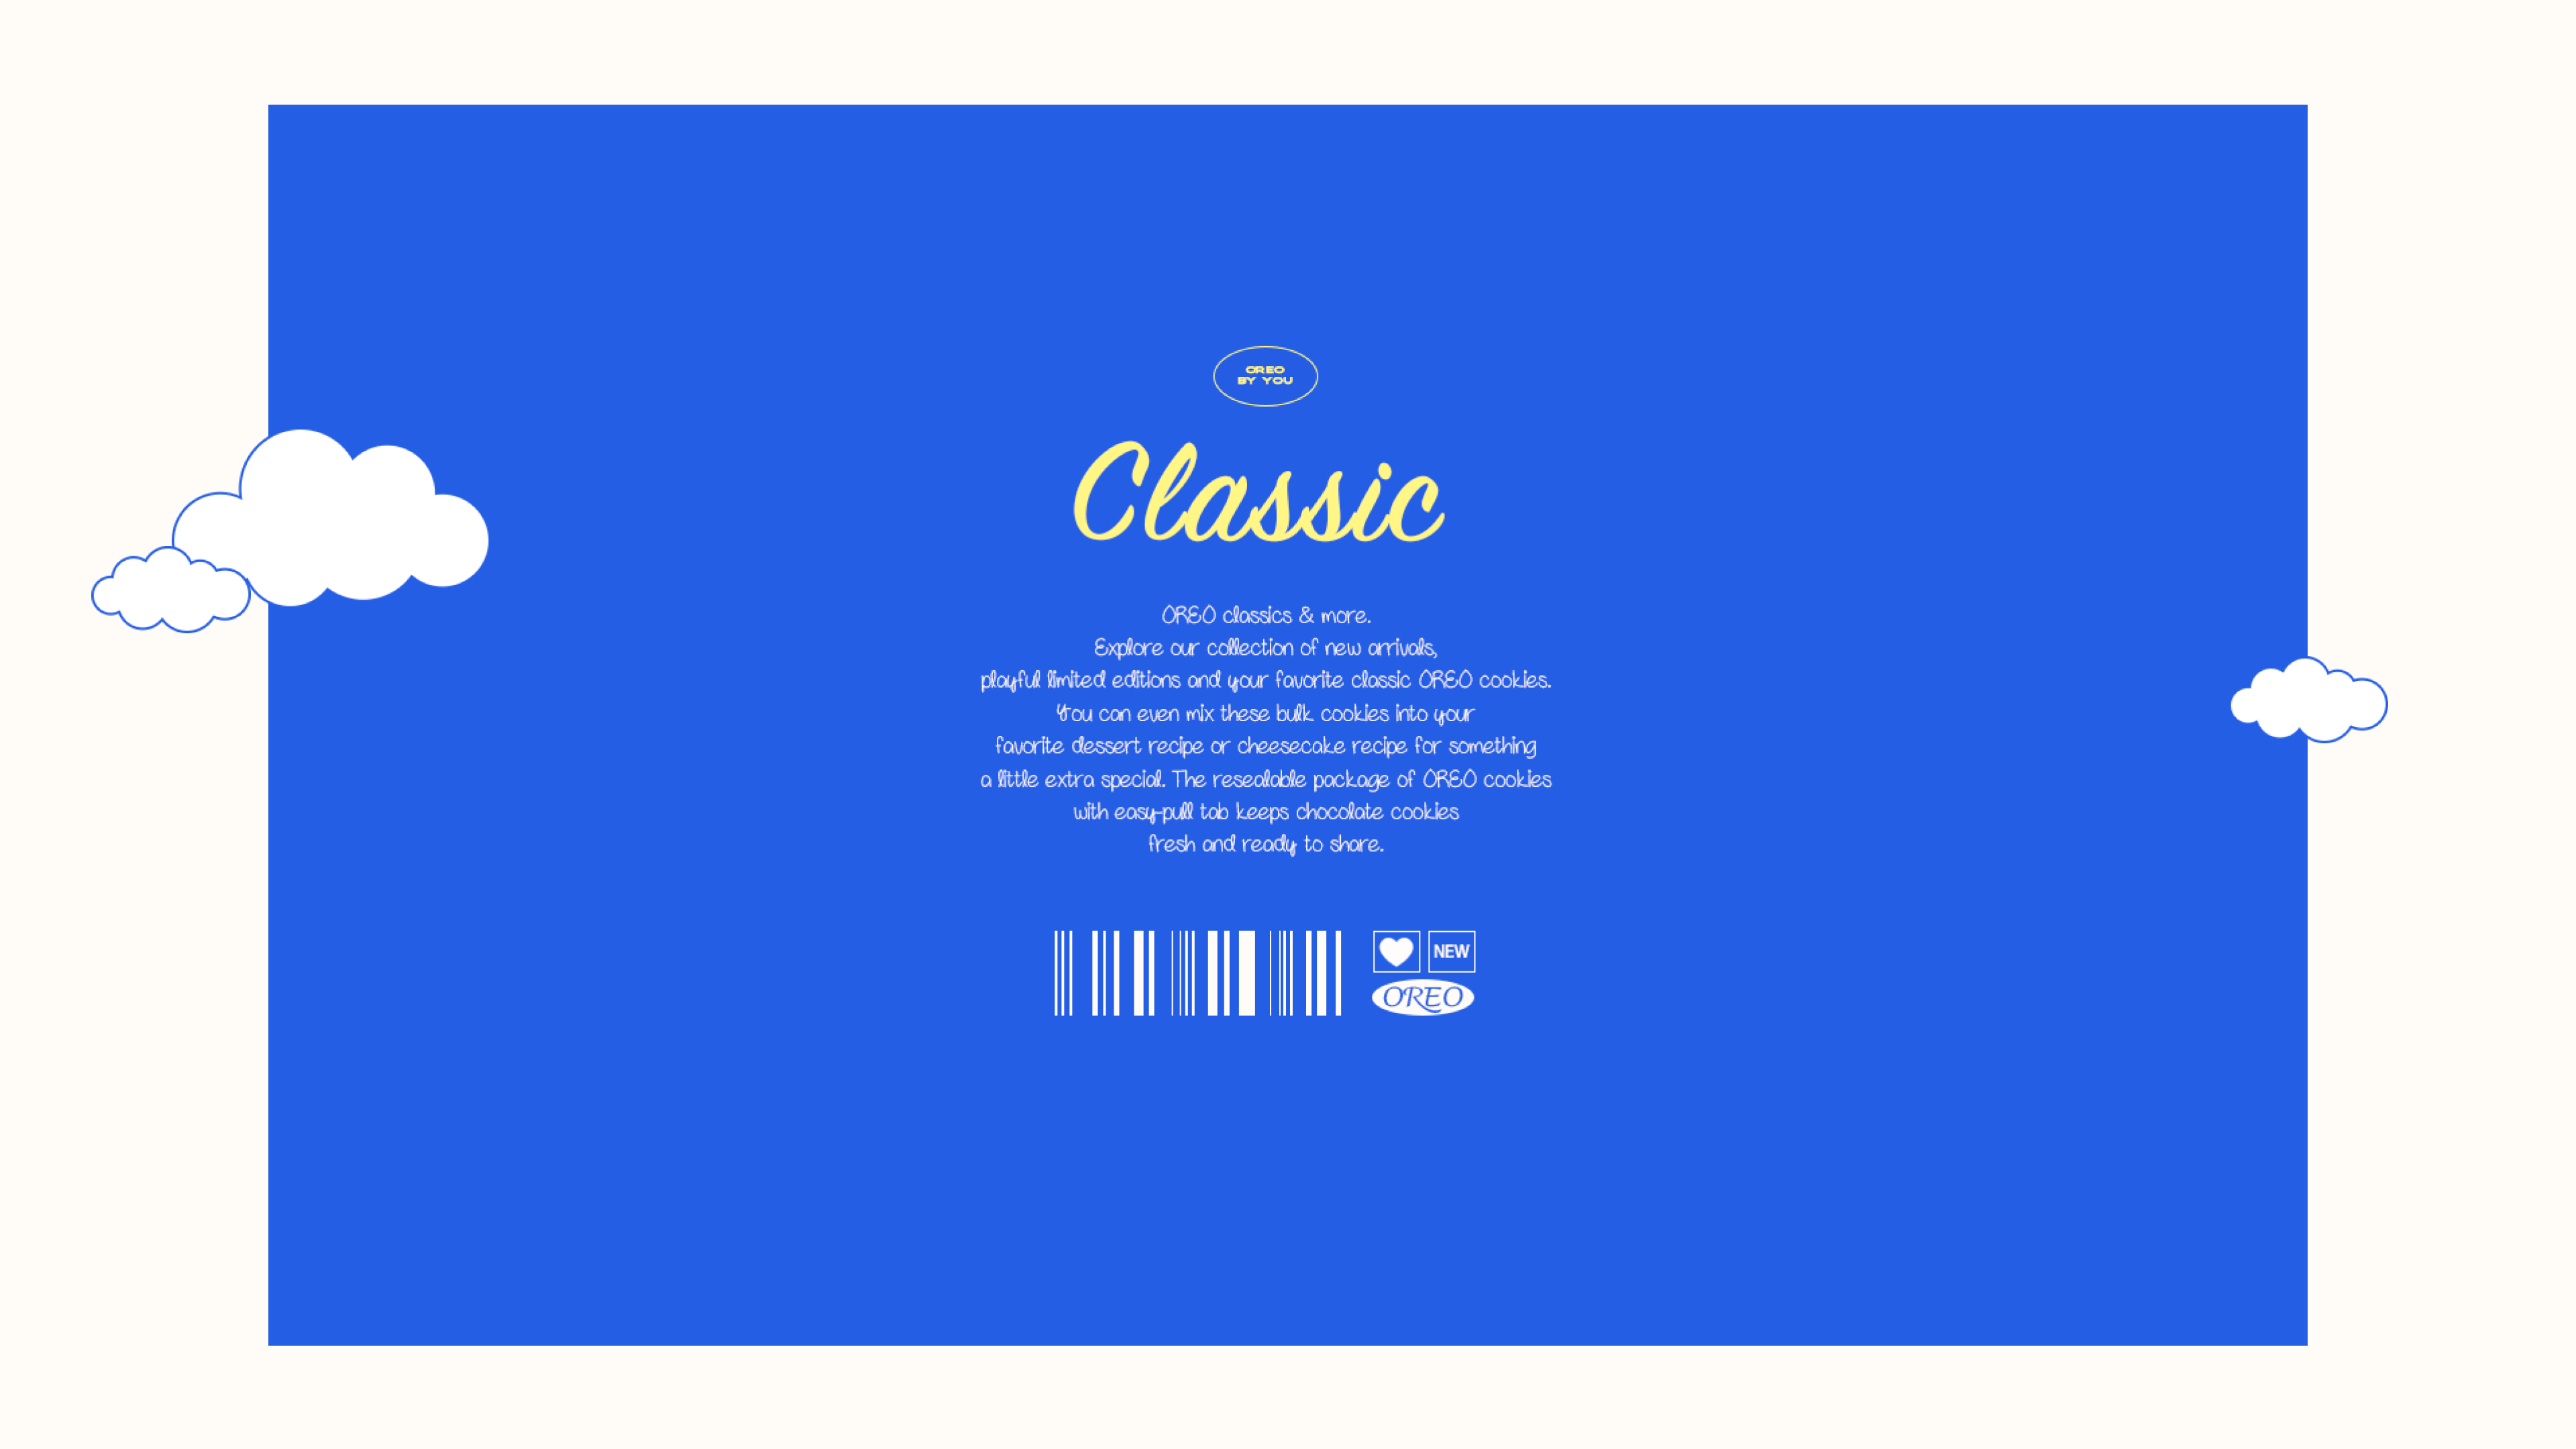 OREO
BY YOU
Classic
OREO classics & more.
Explore our collection of new arrivals,
playful limited editions and your favorite classic OREO cookies.
You can even mix these bulk cookies into your
favorite dessert recipe or cheesecake recipe for something
a little extra special. The resealable package of OREO cookies
with easy-pull tab keeps chocolate cookies
fresh and ready to share.
NEW
OREO